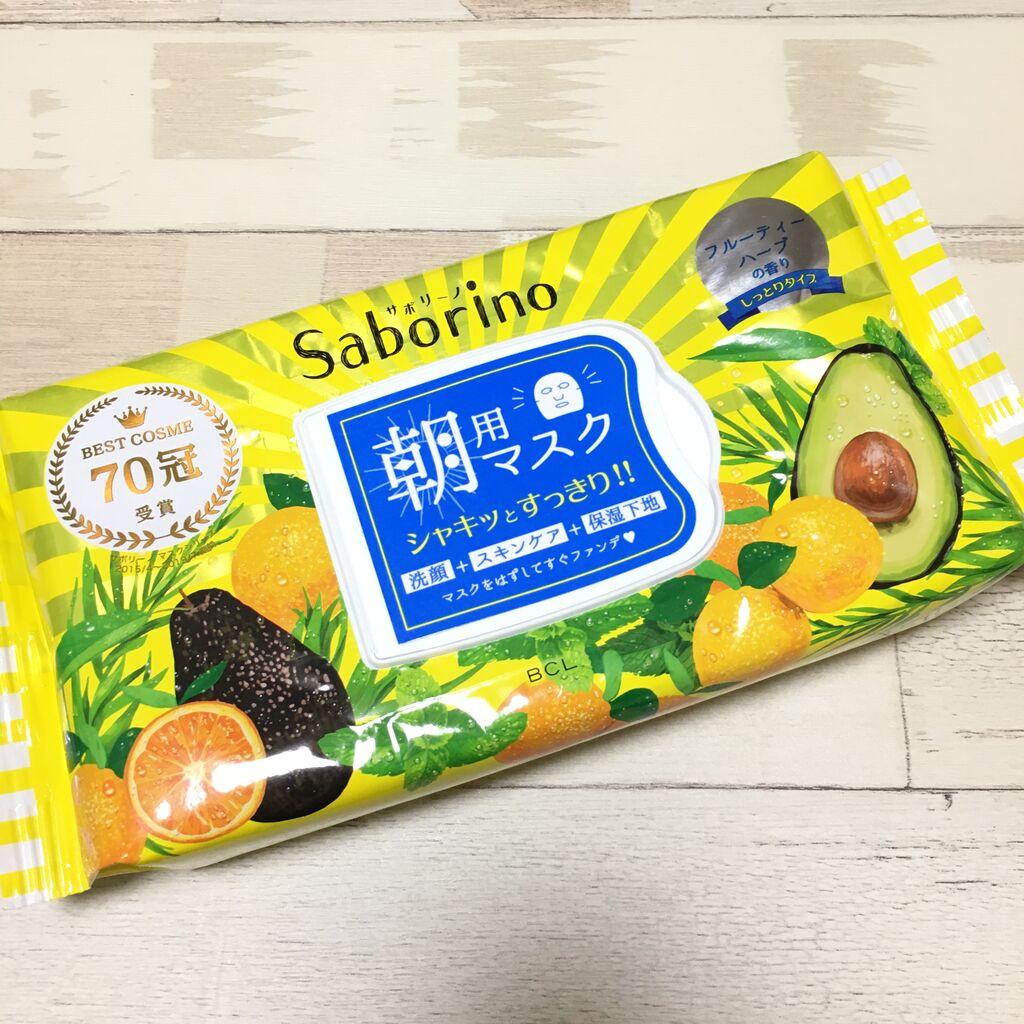 サボリーノ
Saborino
フルーティー
ハーブ
の香り
しっとりタイプ
BEST COSME
70冠
受賞
朝用マスク
シャキッとすっきり!!
洗顔+スキンケア+保湿下地
マスクをはずしてすぐファンデ♥
BCL